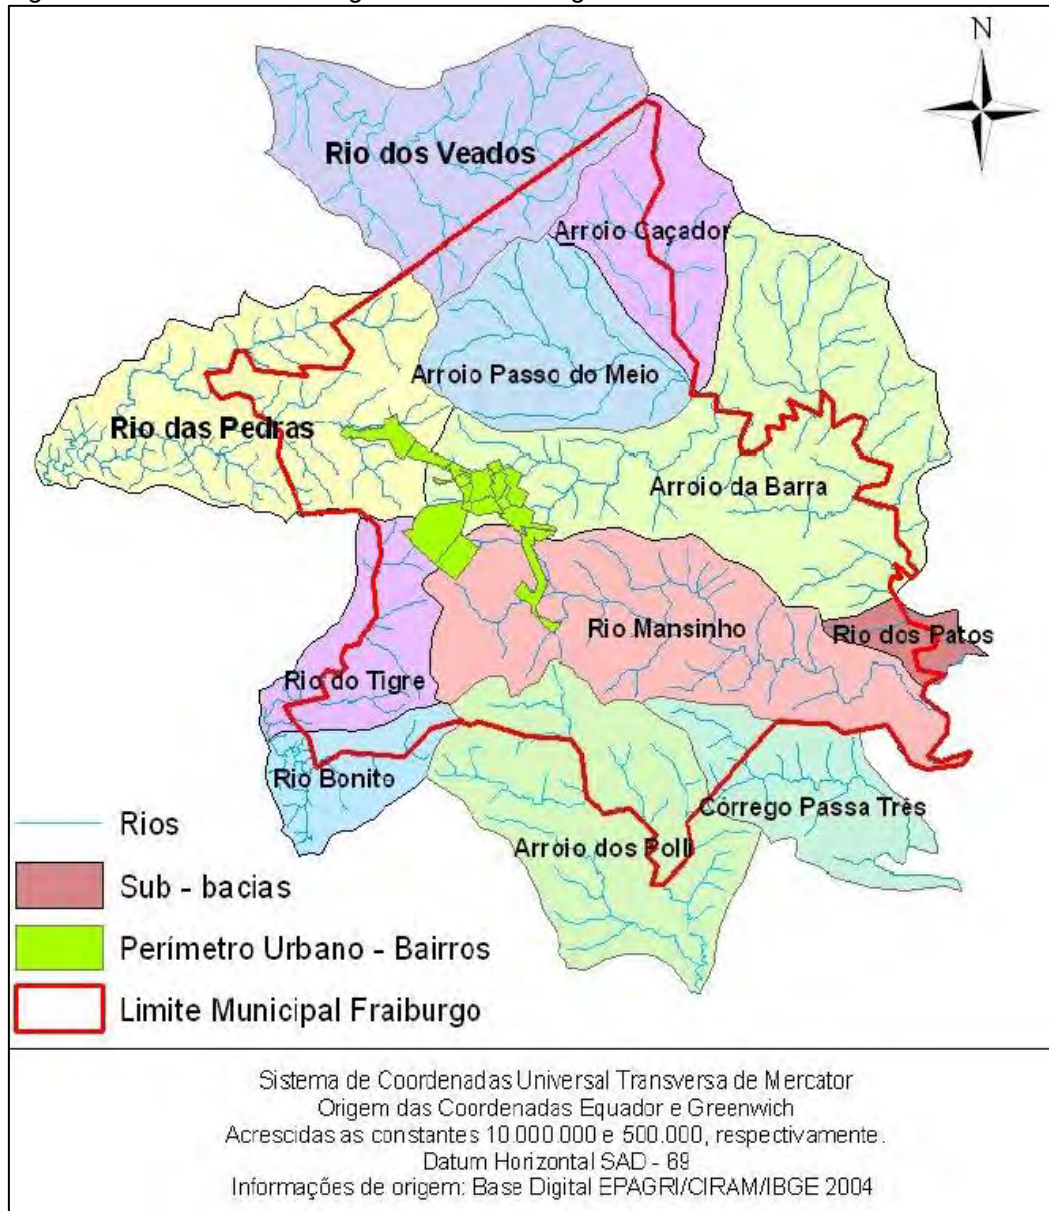 N
Rio dos Veados
Arroio Caçador
Arroio Passo do Meio
Rio das Pedras
Arroio da Barra
Rio Mansinho
Rio dos Patos
Rio do Tigre
Rio Bonito
Córrego Passa Três
Arroio dos Polli
Rios
Sub - bacias
Perímetro Urbano - Bairros
Limite Municipal Fraiburgo
Sistema de Coordenadas Universal Transversa de Mercator
Origem das Coordenadas Equador e Greenwich
Acrescidas as constantes 10.000.000 e 500.000, respectivamente.
Datum Horizontal SAD - 69
Informações de origem: Base Digital EPAGRI/CIRAM/IBGE 2004